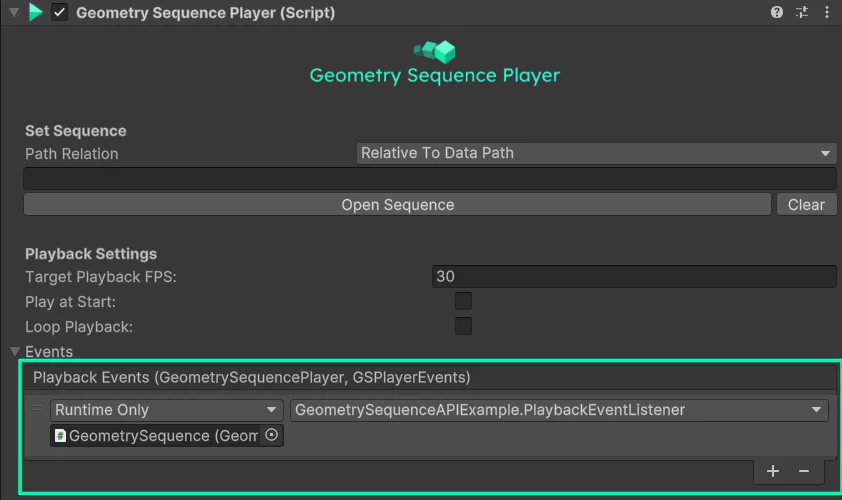 Geometry Sequence Player (Script)
Geometry Sequence Player
Set Sequence
Path Relation Relative To Data Path
Open Sequence Clear
Playback Settings
Target Playback FPS: 30
Play at Start:
Loop Playback:
Events
Playback Events (GeometrySequencePlayer, GSPlayerEvents)
Runtime Only GeometrySequenceAPIExample.PlaybackEventListener
GeometrySequence (Geom